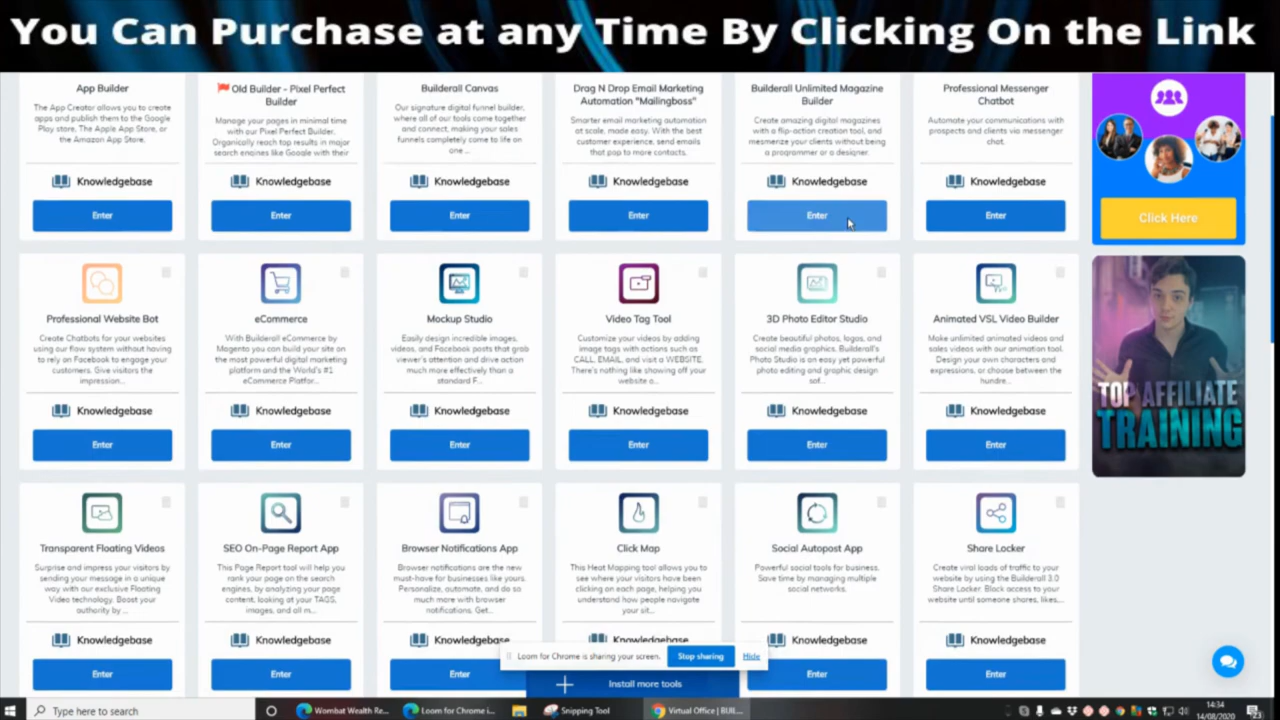 You Can Purchase at any Time By Clicking On the Link
App Builder
The App Creator allows you to create
apps and publish them to the Google
Play store, The Apple App Store, or
the Amazon App Store.
Knowledgebase
Enter
Old Builder - Pixel Perfect
Builder
Manage your pages in minimal time
with our Pixel Perfect Builder.
Organically reach top results in major
search engines like Google with their
Knowledgebase
Enter
Builderall Canvas
Our signature digital funnel builder,
where all of our tools come together
and connect, making your sales
funnels completely come to life on
one ...
Knowledgebase
Enter
Drag N Drop Email Marketing
Automation "Mailingboss"
Smarter email marketing automation
at scale, made easy. With the best
customer experience, send emails
that pop to more contacts.
Knowledgebase
Enter
Builderall Unlimited Magazine
Builder
Create amazing digital magazines
with a flip-action creation tool, and
mesmerize your clients without being
a programmer or a designer.
Knowledgebase
Enter
Professional Messenger
Chatbot
Automate your communications with
prospects and clients via messenger
chat.
Knowledgebase
Enter
Click Here
Professional Website Bot
Create Chatbots for your websites
using our flow system without having
to rely on Facebook to engage your
customer. Give visitors the
impression...
Knowledgebase
Enter
eCommerce
With Builderall eCommerce by
Magento you can build your site on
the most powerful digital marketing
platform and the World's #1
eCommerce Platfor...
Knowledgebase
Enter
Mockup Studio
Easily design incredible images,
videos, and Facebook posts that grab
viewer's attention and drive action
much more effectively than a
standard F...
Knowledgebase
Enter
Video Tag Tool
Customize your videos by adding
image tags with actions such as
CALL, EMAIL, and visit a WEBSITE.
There's nothing like showing off your
website o...
Knowledgebase
Enter
3D Photo Editor Studio
Create beautiful photos, logos, and
social media graphics. Builderall's
Photo Studio is an easy yet powerful
photo editing and graphic design
sof...
Knowledgebase
Enter
Animated VSL Video Builder
Make unlimited animated videos and
sales videos with our animation tool.
Design your own characters and
expressions, or choose between the
hundre...
Knowledgebase
Enter
TOP AFFILIATE
TRAINING
Transparent Floating Videos
Surprise and impress your visitors by
sending your message in a unique
way with our exclusive Floating
Video technology. Boost your
authority by ...
Knowledgebase
Enter
SEO On-Page Report App
This Page Report tool will help you
rank your page on the search
engines, by analyzing your page
content, looking at your TAGS,
images, and all m...
Knowledgebase
Enter
Browser Notifications App
Browser notifications are the new
must-have for businesses like yours.
Personalize, automate, and do so
much more with browser
notifications. Get...
Knowledgebase
Enter
Click Map
This Heat Mapping tool allows you to
see where your visitors have been
clicking on each page, helping you
understand how people navigate
your sit...
Knowledgebase
Social Autopost App
Powerful social tools for business.
Save time by managing multiple
social networks.
Knowledgebase
Enter
Share Locker
Create viral loads of traffic to your
website by using the Builderall 3.0
Share Locker. Block access to your
website until someone shares, likes,...
Knowledgebase
Enter
Loom for Chrome is sharing your screen.
Stop sharing
Hide
Install more tools
Type here to search
Wombat Wealth Re...
Loom for Chrome i...
Snipping Tool
Virtual Office | BUIL...
14:34
14/08/2020